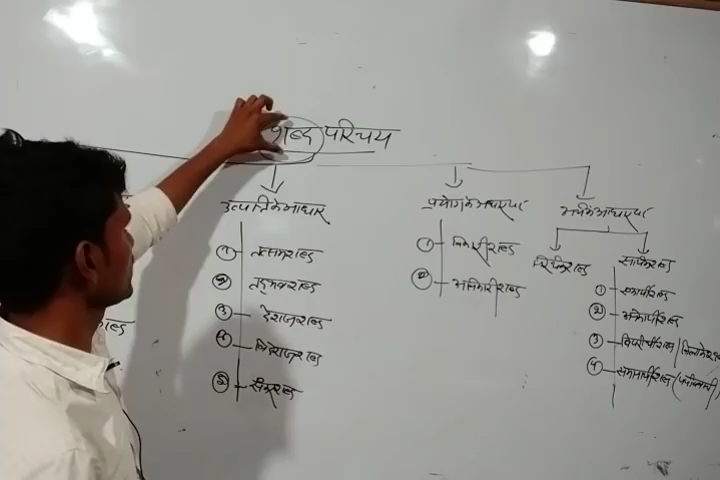 शब्द परिचय
उत्पत्ति के आधार
प्रयोग के आधार पर
अर्थ के आधार पर
① तत्सम शब्द
② तद्भव शब्द
③ देशज शब्द
④ विदेशज शब्द
⑤ संकर शब्द
① विकारी शब्द
② अविकारी शब्द
निरर्थक शब्द
सार्थक शब्द
① एकार्थी शब्द
② अनेकार्थी शब्द
③ विपरीतार्थी शब्द / विलोम
④ समानार्थी शब्द (पर्यायवाची)